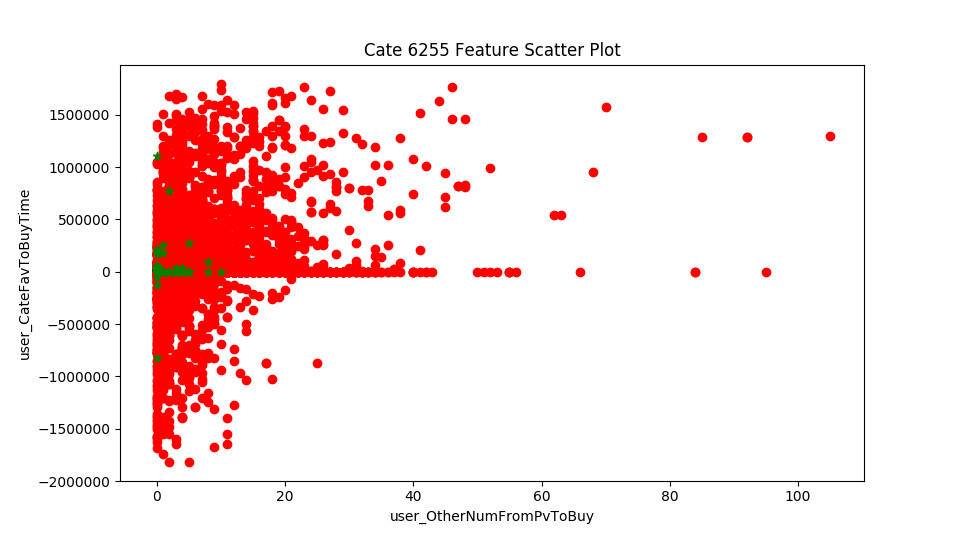 Cate 6255 Feature Scatter Plot
user_CateFavToBuyTime
1500000
1000000
500000
0
−500000
−1000000
−1500000
−2000000
0 20 40 60 80 100
user_OtherNumFromPvToBuy